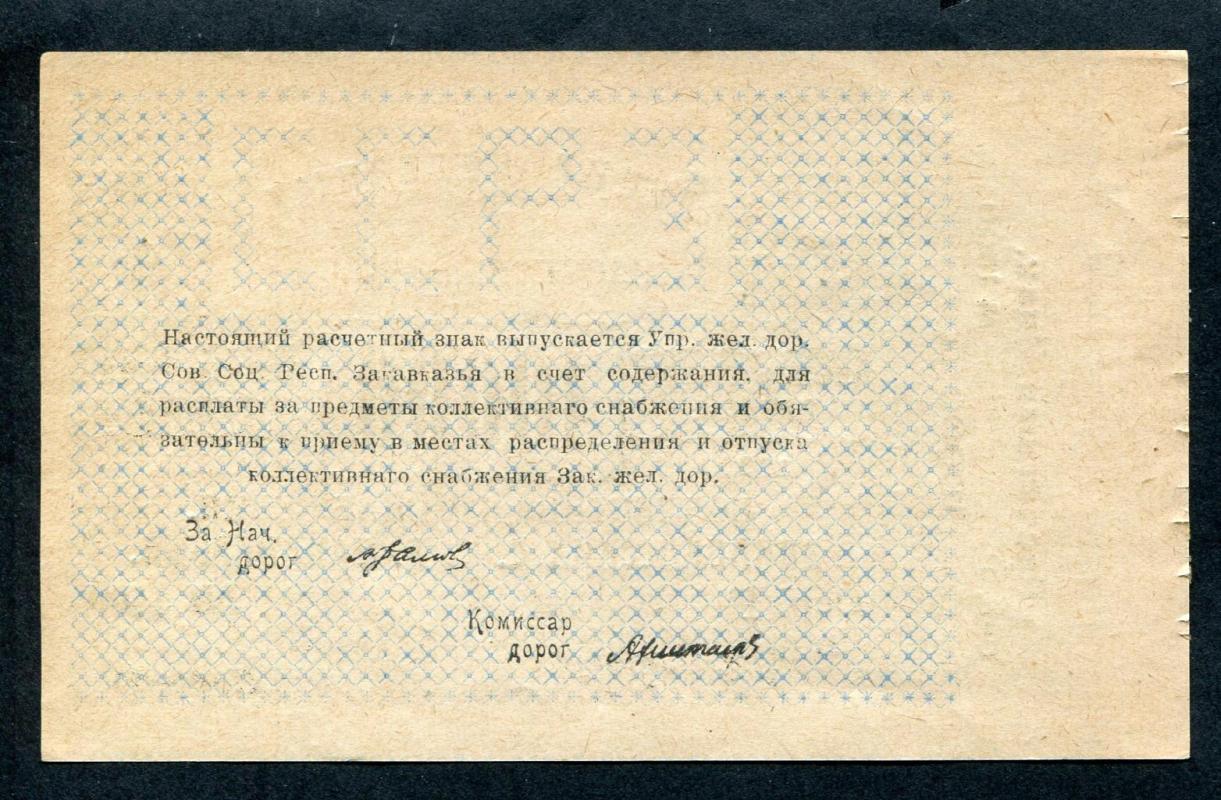 Настоящий расчетный знак выпускается Упр. жел. дор.
Сов. Соц. Респ. Закавказья в счет содержания, для
расплаты за предметы коллективнаго снабжения и обя-
зательны к приему в местах распределения и отпуска
коллективнаго снабжения Зак. жел. дор.
За Нач.
дорог
Комиссар
дорог